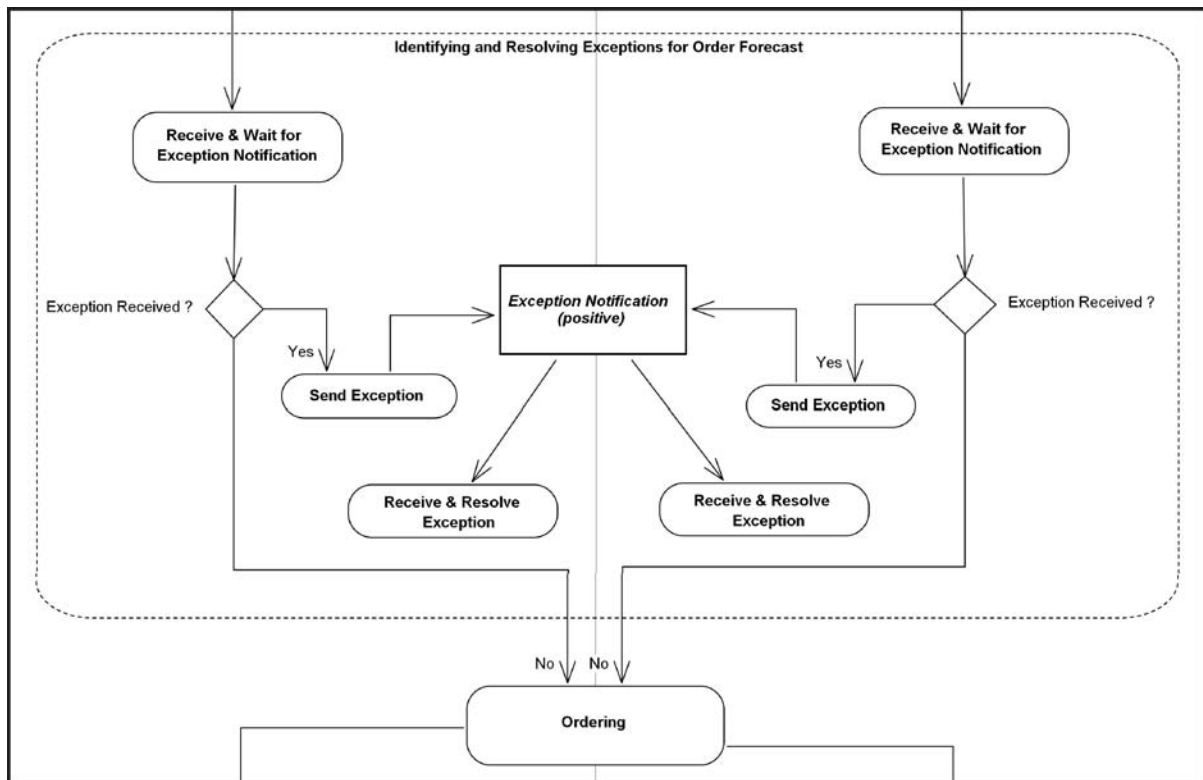 Identifying and Resolving Exceptions for Order Forecast
Receive & Wait for
Exception Notification
Receive & Wait for
Exception Notification
Exception Received ?
Exception Notification
(positive)
Exception Received ?
Yes
Yes
Send Exception
Send Exception
Receive & Resolve
Exception
Receive & Resolve
Exception
No
No
Ordering